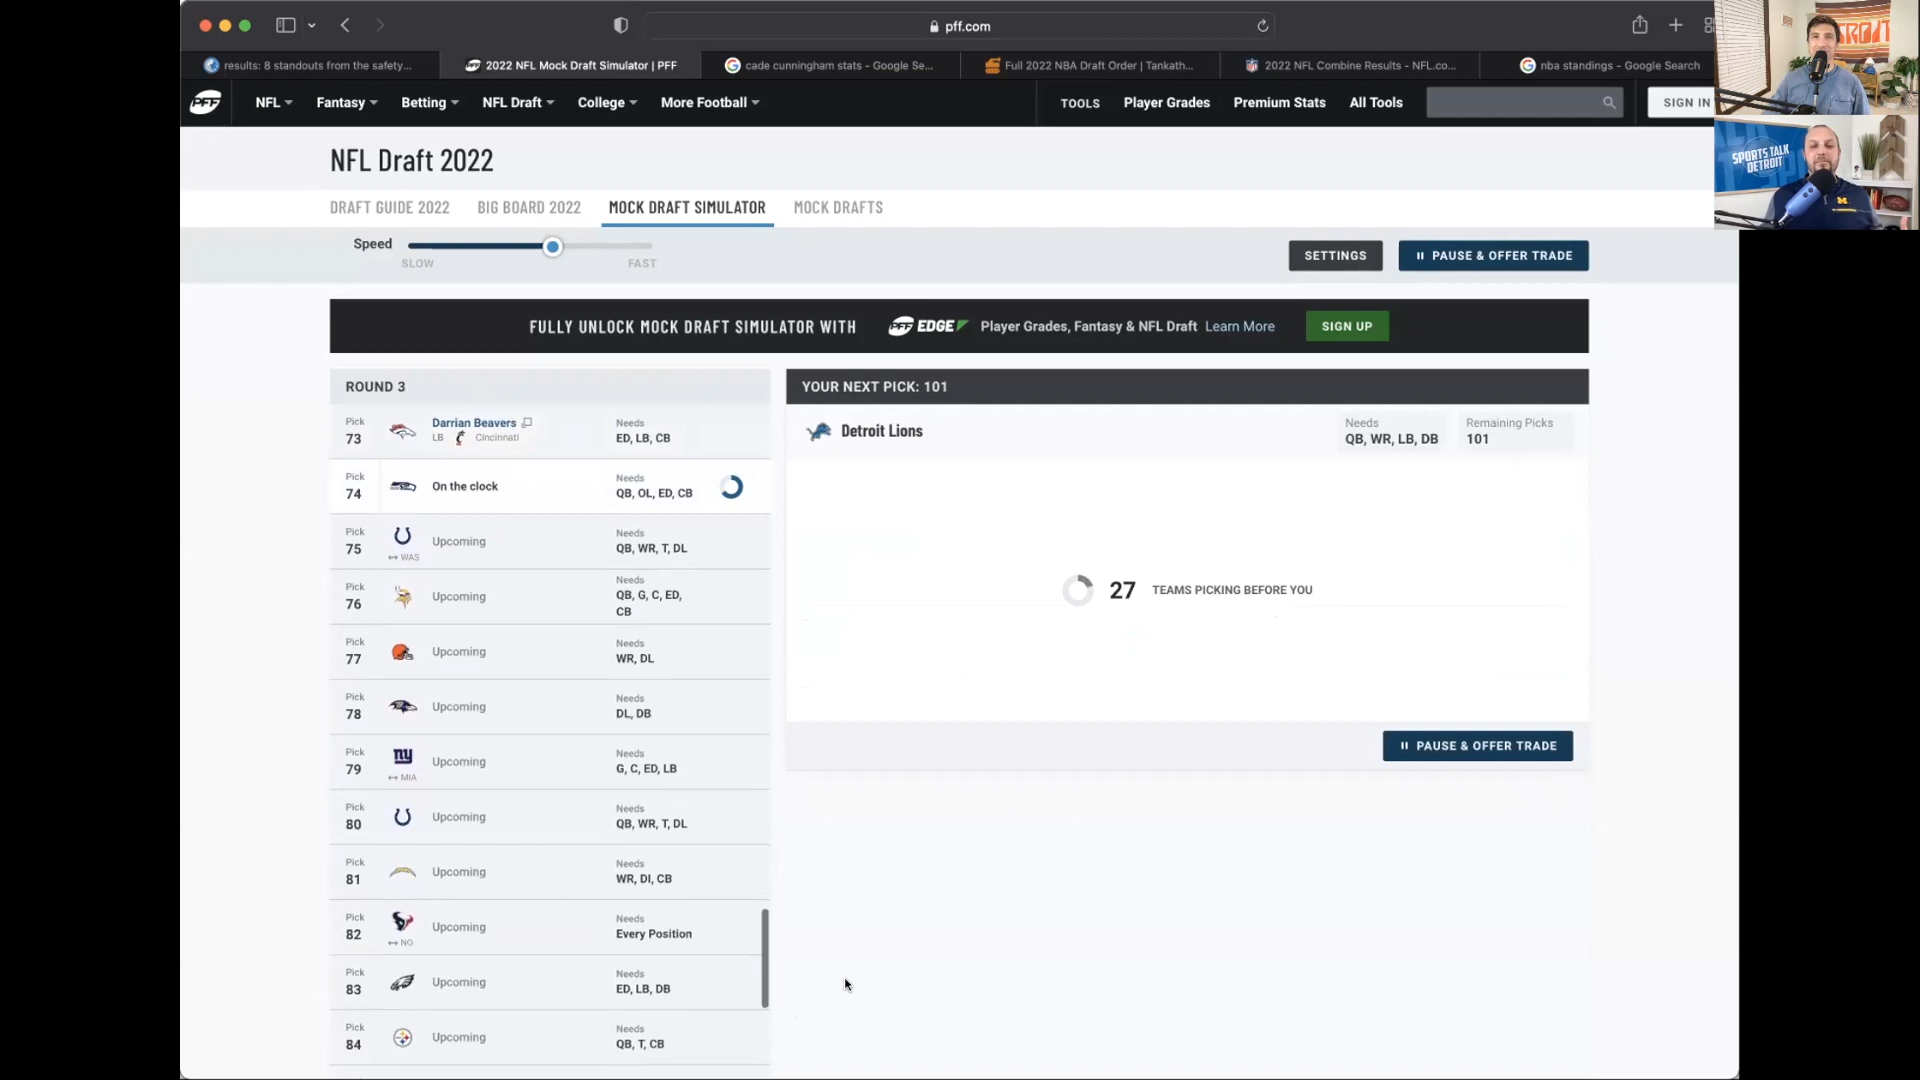 pff.com
results: 8 standouts from the safety...
2022 NFL Mock Draft Simulator | PFF
cade cunningham stats - Google Se...
Full 2022 NBA Draft Order | Tankath...
2022 NFL Combine Results - NFL.co...
nba standings - Google Search
PFF
NFL
Fantasy
Betting
NFL Draft
College
More Football
TOOLS
Player Grades
Premium Stats
All Tools
SIGN IN
SPORTS TALK
DETROIT
NFL Draft 2022
DRAFT GUIDE 2022
BIG BOARD 2022
MOCK DRAFT SIMULATOR
MOCK DRAFTS
Speed
SLOW
FAST
SETTINGS
PAUSE & OFFER TRADE
FULLY UNLOCK MOCK DRAFT SIMULATOR WITH
PFF EDGE
Player Grades, Fantasy & NFL Draft
Learn More
SIGN UP
ROUND 3
Pick
73
Darrian Beavers
LB
Cincinnati
Needs
ED, LB, CB
Pick
74
On the clock
Needs
QB, OL, ED, CB
Pick
75
WAS
Upcoming
Needs
QB, WR, T, DL
Pick
76
Upcoming
Needs
QB, G, C, ED,
CB
Pick
77
Upcoming
Needs
WR, DL
Pick
78
Upcoming
Needs
DL, DB
Pick
79
ny
MIA
Upcoming
Needs
G, C, ED, LB
Pick
80
Upcoming
Needs
QB, WR, T, DL
Pick
81
Upcoming
Needs
WR, DI, CB
Pick
82
NO
Upcoming
Needs
Every Position
Pick
83
Upcoming
Needs
ED, LB, DB
Pick
84
Upcoming
Needs
QB, T, CB
YOUR NEXT PICK: 101
Detroit Lions
Needs
QB, WR, LB, DB
Remaining Picks
101
27
TEAMS PICKING BEFORE YOU
PAUSE & OFFER TRADE